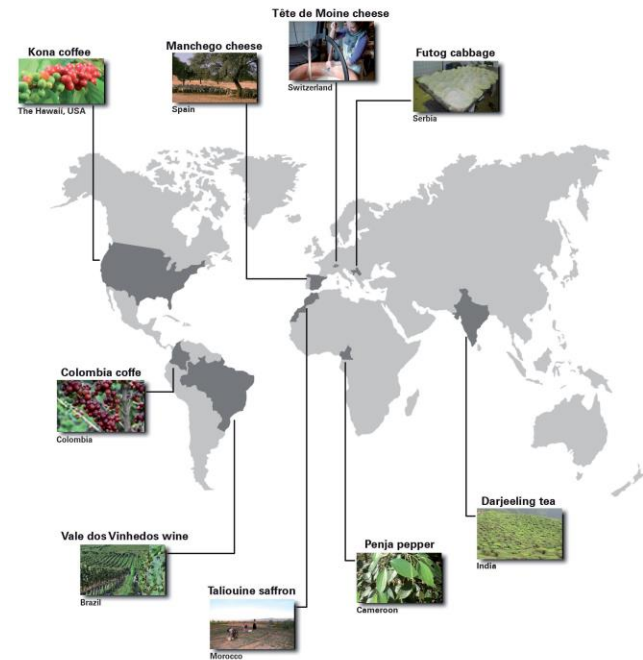 Tête de Moine cheese
Switzerland
Kona coffee
The Hawaii, USA
Manchego cheese
Spain
Futog cabbage
Serbia
Colombia coffe
Colombia
Darjeeling tea
India
Vale dos Vinhedos wine
Brazil
Penja pepper
Cameroon
Taliouine saffron
Morocco